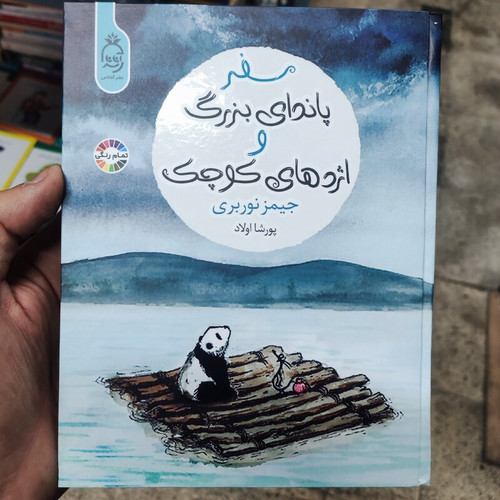 سفر
پاندای بزرگ
و
اژدهای کوچک
جیمز نوربری
پورشا اولاد
تمام رنگی